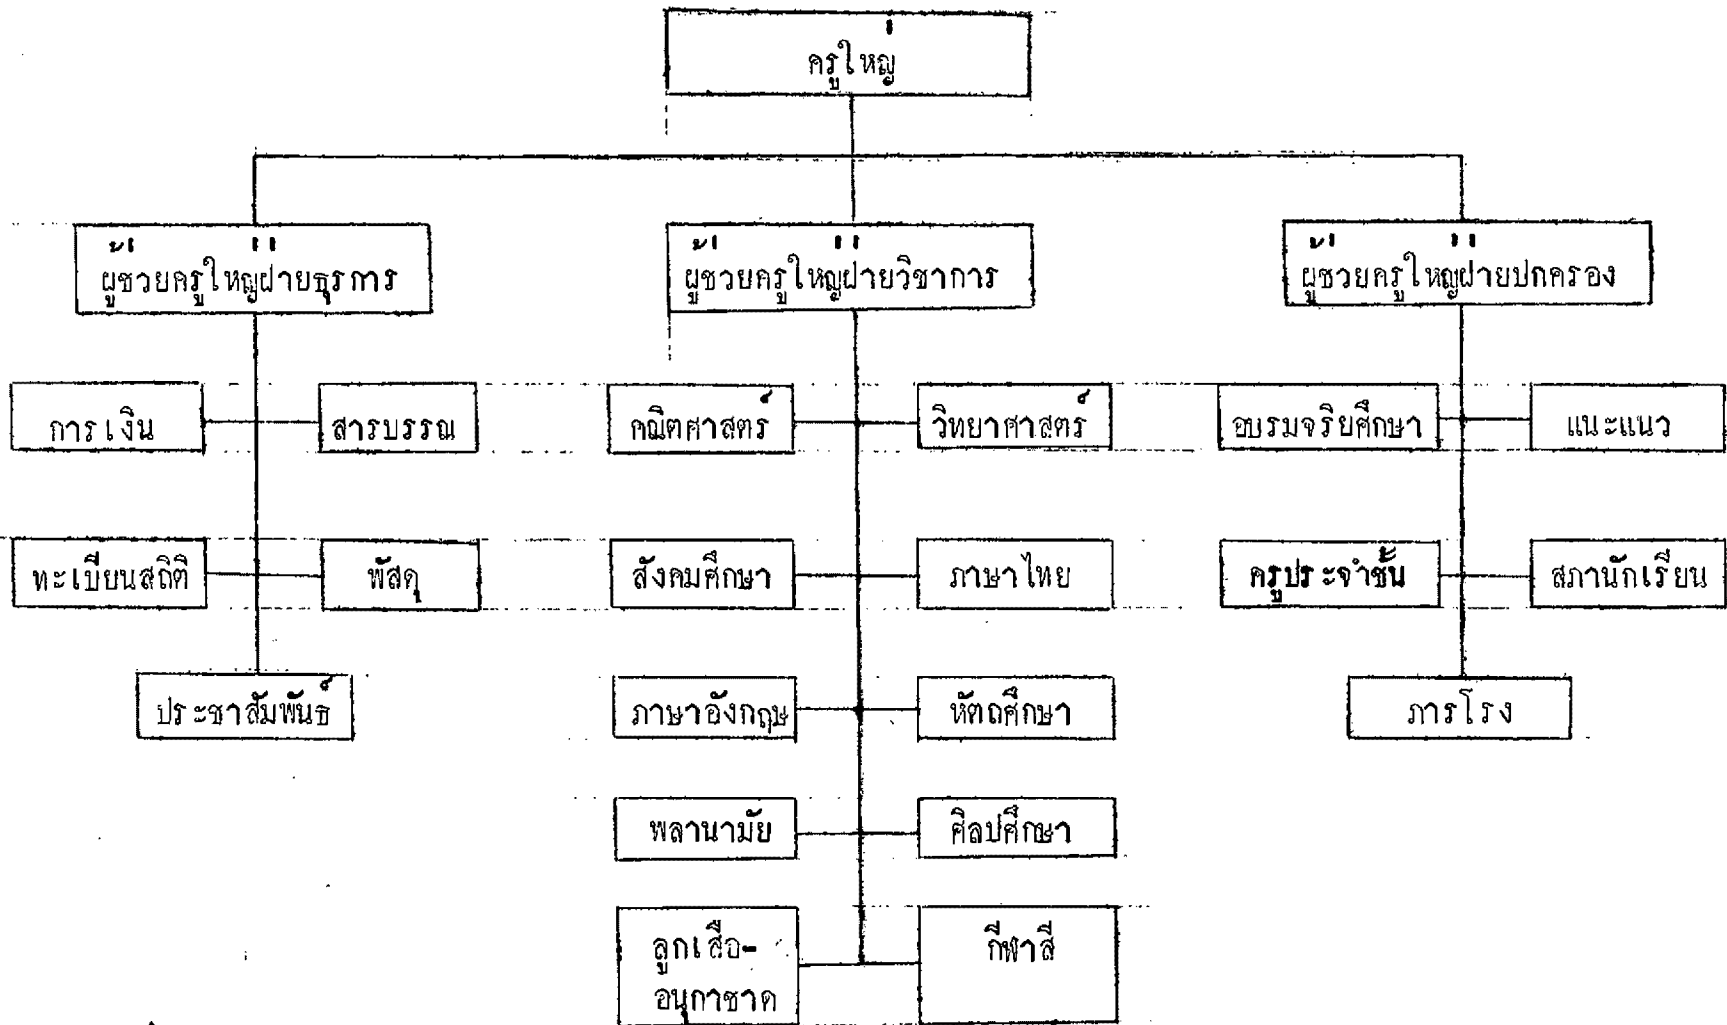 ครูใหญ่
ผู้ช่วยครูใหญ่ฝ่ายธุรการ
ผู้ช่วยครูใหญ่ฝ่ายวิชาการ
ผู้ช่วยครูใหญ่ฝ่ายปกครอง
การเงิน
สารบรรณ
คณิตศาสตร์
วิทยาศาสตร์
อบรมจริยศึกษา
แนะแนว
ทะเบียนสถิติ
พัสดุ
สังคมศึกษา
ภาษาไทย
ครูประจำชั้น
สภานักเรียน
ประชาสัมพันธ์
ภาษาอังกฤษ
หัตถศึกษา
ภารโรง
พลานามัย
ศิลปศึกษา
ลูกเสือ-
อนุกาชาด
กีฬาสี